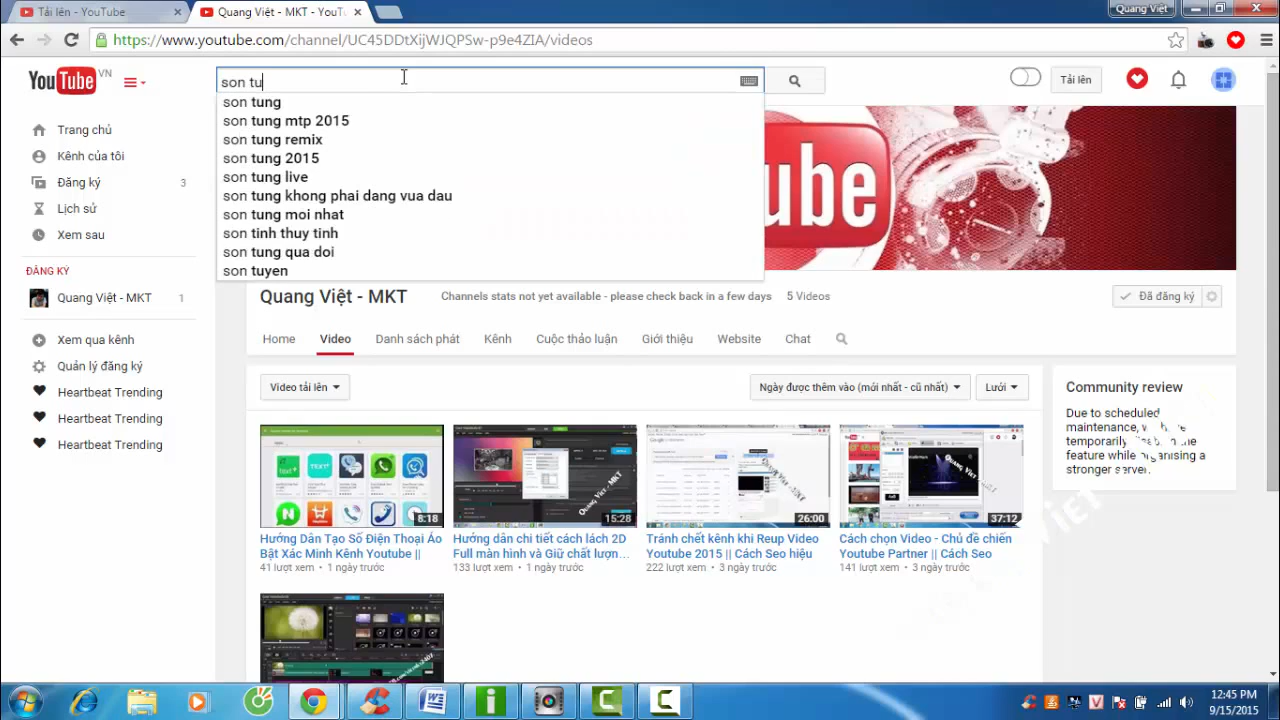 Tải lên - YouTube
Quang Việt - MKT - YouTu
Quang Việt
https://www.youtube.com/channel/UC45DDtXijWJQPSw-p9e4ZIA/videos
YouTube VN
son tu
Tải lên
son tung
son tung mtp 2015
son tung remix
son tung 2015
son tung live
son tung khong phai dang vua dau
son tung moi nhat
son tinh thuy tinh
son tung qua doi
son tuyen
Trang chủ
Kênh của tôi
Đăng ký 3
Lịch sử
Xem sau
ĐĂNG KÝ
Quang Việt - MKT 1
Xem qua kênh
Quản lý đăng ký
Heartbeat Trending
Heartbeat Trending
Heartbeat Trending
ube
Quang Việt - MKT
Channels stats not yet available - please check back in a few days
5 Videos
Đã đăng ký
Home Video Danh sách phát Kênh Cuộc thảo luận Giới thiệu Website Chat
Video tải lên
Ngày được thêm vào (mới nhất - cũ nhất)
Lưới
Community review
Due to scheduled
feature while organising a
stronger server.
8:18
15:28
26:00
37:12
Hướng Dẫn Tạo Số Điện Thoại Ảo
Bật Xác Minh Kênh Youtube ||
41 lượt xem • 1 ngày trước
Hướng dẫn chi tiết cách lách 2D
Full màn hình và Giữ chất lượn...
133 lượt xem • 1 ngày trước
Tránh chết kênh khi Reup Video
Youtube 2015 || Cách Seo hiệu
222 lượt xem • 3 ngày trước
Cách chọn Video - Chủ đề chiến
Youtube Partner || Cách Seo
141 lượt xem • 3 ngày trước
12:45 PM
9/15/2015